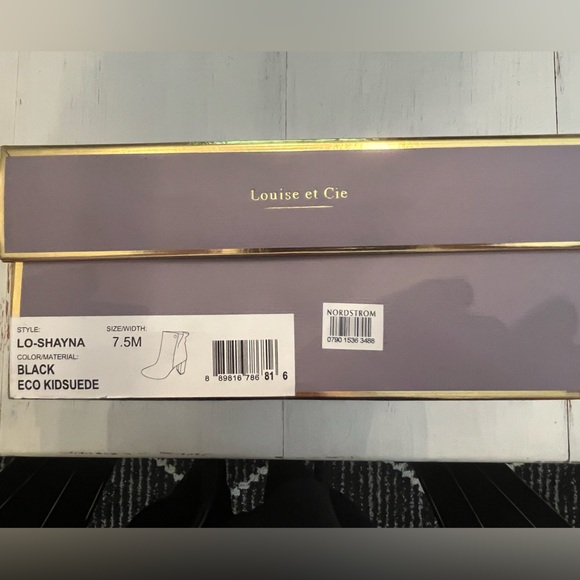 Louise et Cie
STYLE:
LO-SHAYNA
SIZE/WIDTH:
7.5M
COLOR/MATERIAL:
BLACK
ECO KIDSUEDE
8 89816 786 81 6
NORDSTROM
0790 1536 3488